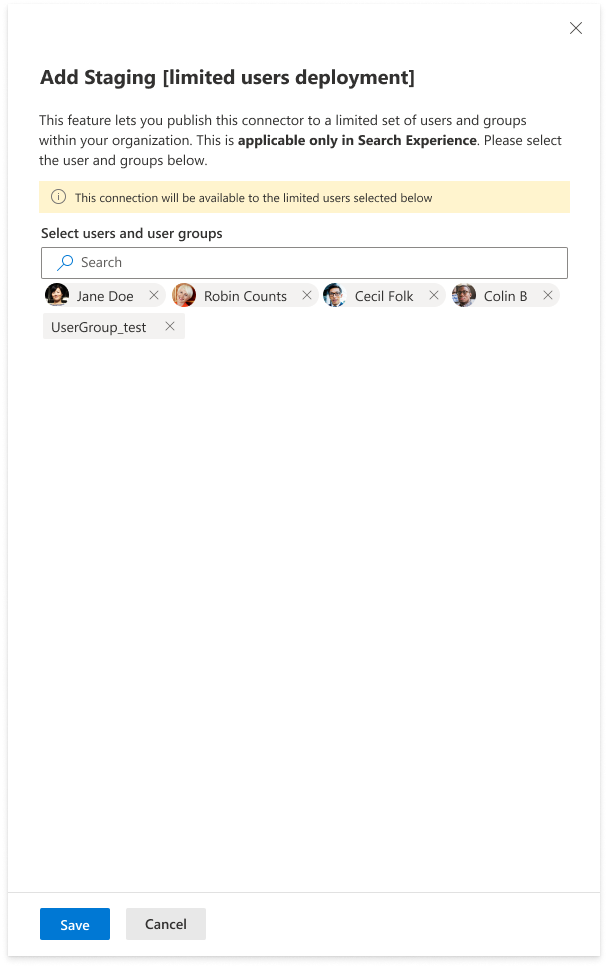 Add Staging [limited users deployment]
This feature lets you publish this connector to a limited set of users and groups
within your organization. This is applicable only in Search Experience. Please select
the user and groups below.
This connection will be available to the limited users selected below
Select users and user groups
Search
Jane Doe Robin Counts Cecil Folk Colin B
UserGroup_test
Save Cancel